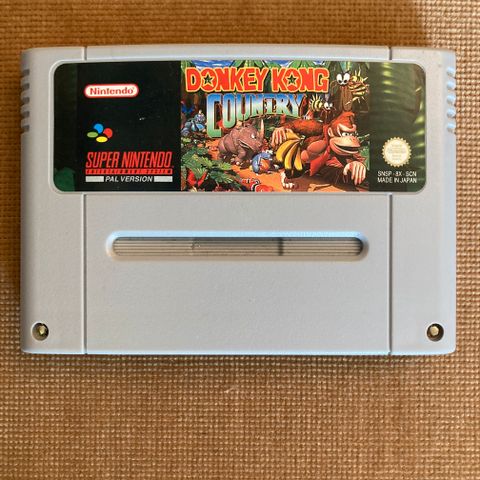 Nintendo
SUPER NINTENDO
ENTERTAINMENT SYSTEM
PAL VERSION
DONKEY KONG
COUNTRY
SNSP - 8X - SCN
MADE IN JAPAN